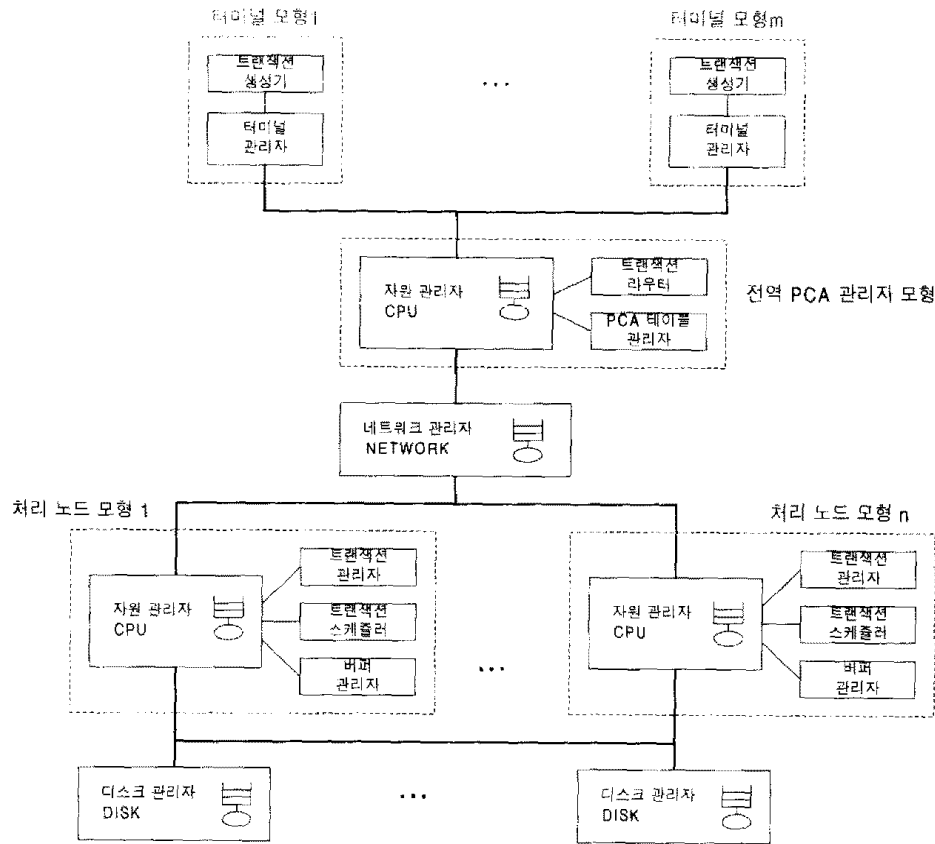 터미널 모형1
터미널 모형m
트랜잭션
생성기
트랜잭션
생성기
...
터미널
관리자
터미널
관리자
자원 관리자
CPU
트랜잭션
라우터
PCA 테이블
관리자
전역 PCA 관리자 모형
네트워크 관리자
NETWORK
처리 노드 모형 1
처리 노드 모형 n
자원 관리자
CPU
트랜잭션
관리자
트랜잭션
스케쥴러
버퍼
관리자
...
자원 관리자
CPU
트랜잭션
관리자
트랜잭션
스케쥴러
버퍼
관리자
디스크 관리자
DISK
...
디스크 관리자
DISK